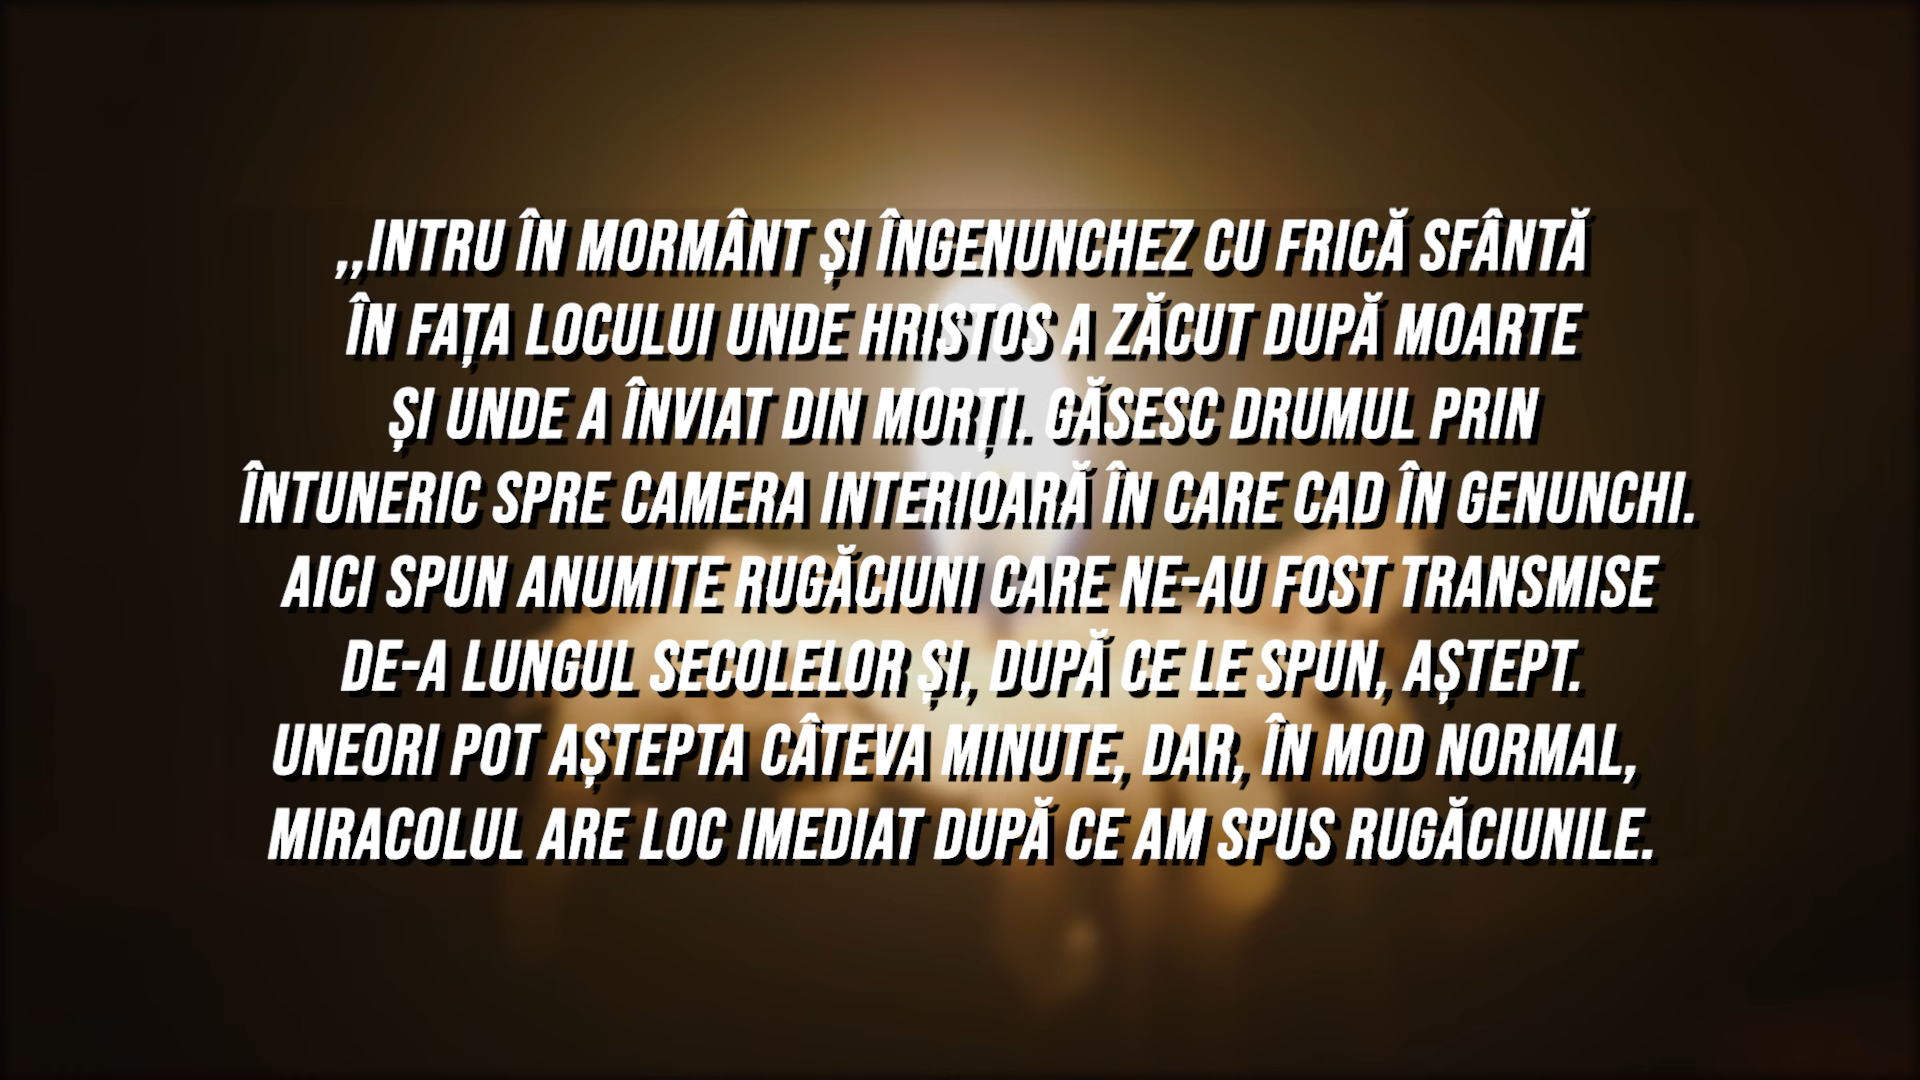 ,,INTRU ÎN MORMÂNT ȘI ÎNGENUNCHEZ CU FRICĂ SFÂNTĂ
ÎN FAȚA LOCULUI UNDE HRISTOS A ZĂCUT DUPĂ MOARTE
ȘI UNDE A ÎNVIAT DIN MORȚI. GĂSESC DRUMUL PRIN
ÎNTUNERIC SPRE CAMERA INTERIOARĂ ÎN CARE CAD ÎN GENUNCHI.
AICI SPUN ANUMITE RUGĂCIUNI CARE NE-AU FOST TRANSMISE
DE-A LUNGUL SECOLELOR ȘI, DUPĂ CE LE SPUN, AȘTEPT.
UNEORI POT AȘTEPTA CÂTEVA MINUTE, DAR, ÎN MOD NORMAL,
MIRACOLUL ARE LOC IMEDIAT DUPĂ CE AM SPUS RUGĂCIUNILE.